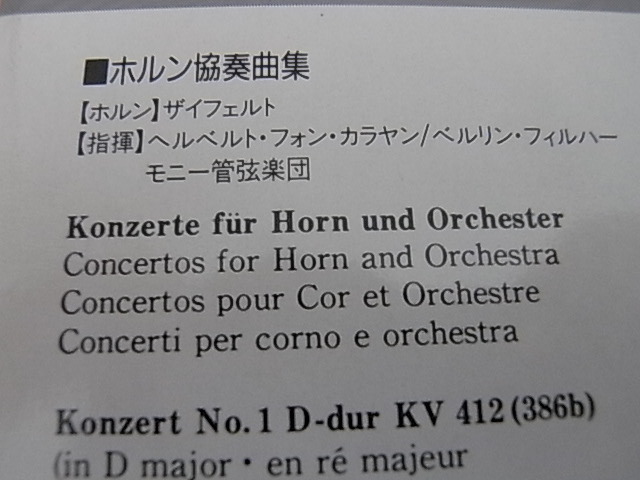 ■ホルン協奏曲集
【ホルン】ザイフェルト
【指揮】ヘルベルト・フォン・カラヤン/ベルリン・フィルハー
モニー管弦楽団
Konzerte für Horn und Orchester
Concertos for Horn and Orchestra
Concertos pour Cor et Orchestre
Concerti per corno e orchestra
Konzert No.1 D-dur KV 412 (386b)
(in D major・en ré majeur